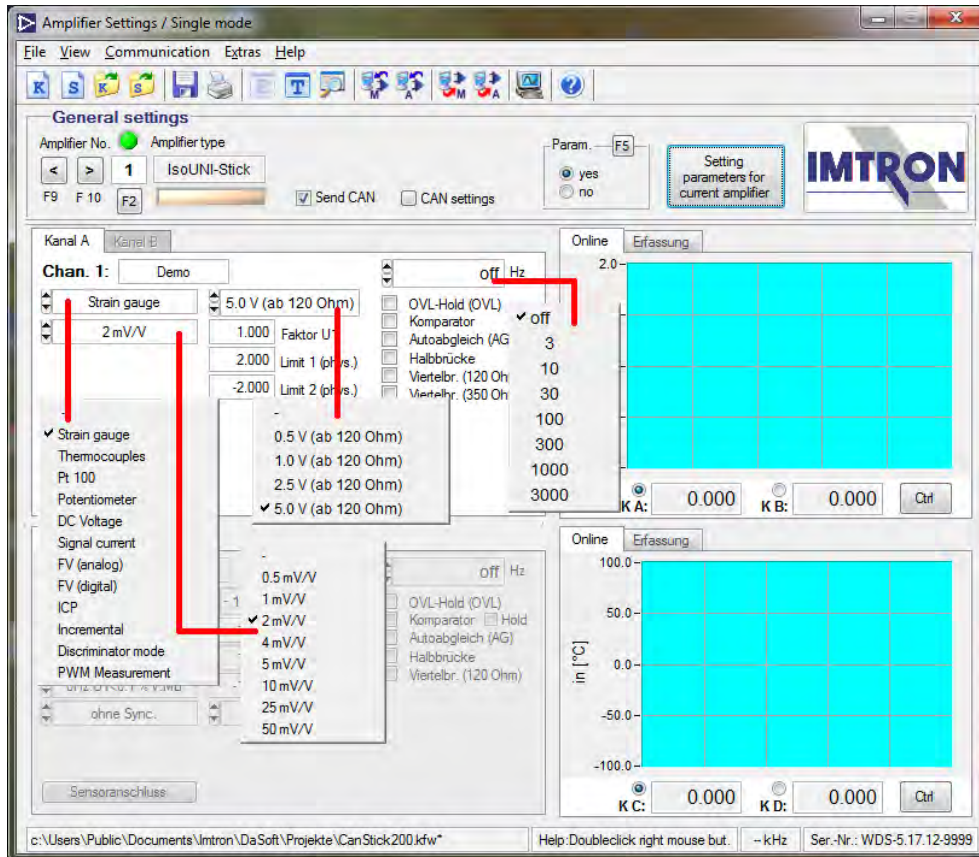 Amplifier Settings / Single mode
File View Communication Extras Help
K S K S E T M A M A ?
General settings
Amplifier No. Amplifier type
< > 1 IsoUNI-Stick
F9 F 10 F2
Send CAN CAN settings
Param. F5
yes
no
Setting
parameters for
current amplifier
IMTRON
Kanal A Kanal B
Chan. 1: Demo
off Hz
Strain gauge 5.0 V (ab 120 Ohm)
2 mV/V
1.000 Faktor U
2.000 Limit 1 (phys.)
-2.000 Limit 2 (phys.)
OVL-Hold (OVL)
Komparator
Autoabgleich (AG
Halbbrücke
Viertelbr. (120 Oh
Viertelbr. (350 Oh
off
3
10
30
100
300
1000
3000
-
0.5 V (ab 120 Ohm)
1.0 V (ab 120 Ohm)
2.5 V (ab 120 Ohm)
5.0 V (ab 120 Ohm)
-
Strain gauge
Thermocouples
Pt 100
Potentiometer
DC Voltage
Signal current
FV (analog)
FV (digital)
ICP
Incremental
Discriminator mode
PWM Measurement
-
0.5 mV/V
1 mV/V
2 mV/V
4 mV/V
5 mV/V
10 mV/V
25 mV/V
50 mV/V
off Hz
OVL-Hold (OVL)
Komparator Hold
Autoabgleich (AG)
Halbbrücke
Viertelbr. (120 Ohm)
ohne Sync.
Sensoranschluss
Online Erfassung
2.0
K A: 0.000 K B: 0.000 Ctrl
Online Erfassung
in [°C]
100.0
50.0
0.0
-50.0
-100.0
K C: 0.000 K D: 0.000 Ctrl
c:\Users\Public\Documents\Imtron\DaSoft\Projekte\CanStick200.kfw* Help:Doubleclick right mouse but. -- kHz Ser.-Nr.: WDS-5.17.12-9999